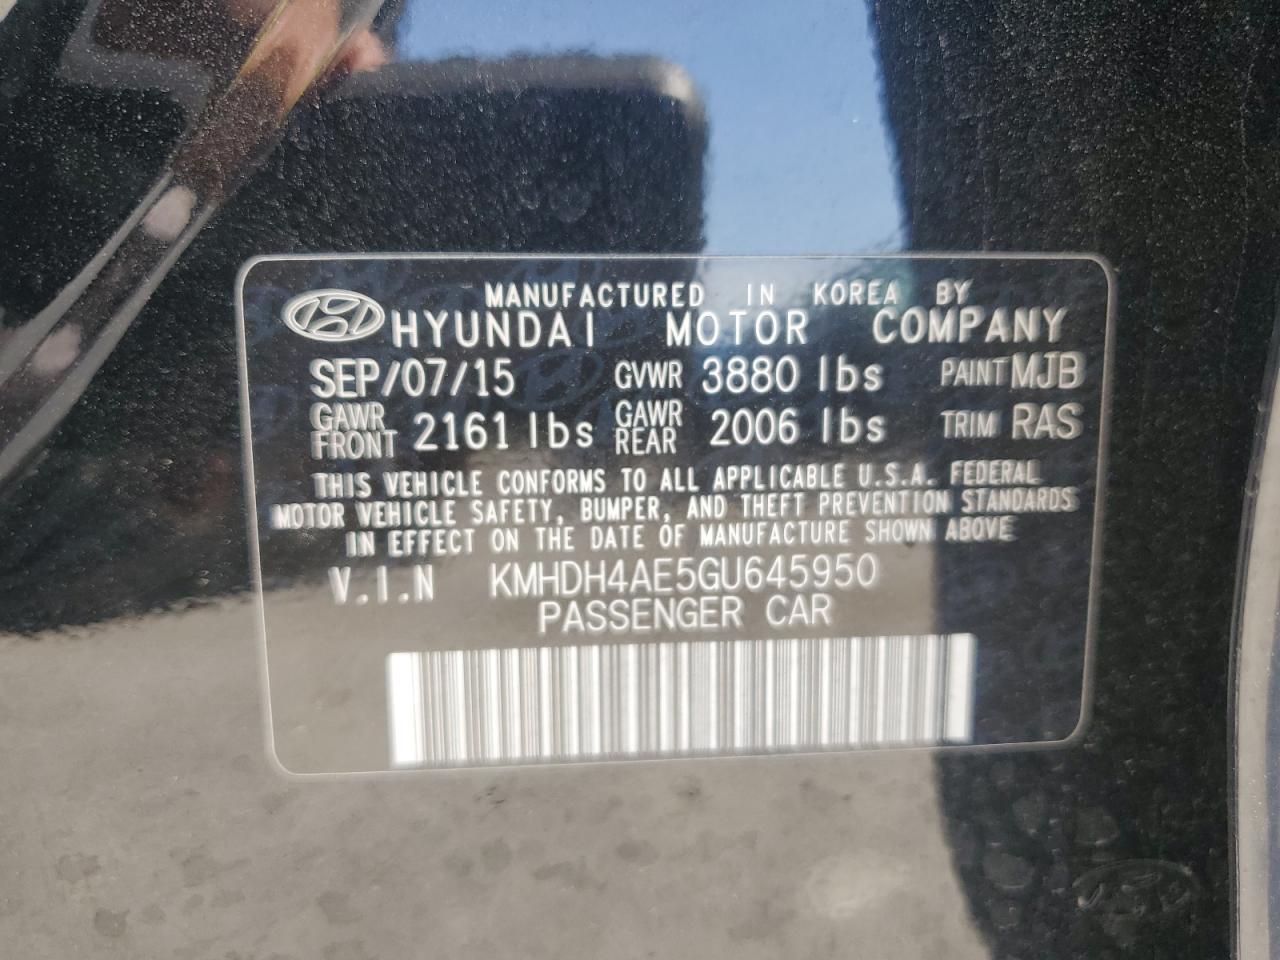 MANUFACTURED IN KOREA BY
HYUNDAI MOTOR COMPANY
SEP/07/15 GVWR 3880 lbs PAINT MJB
GAWR FRONT 2161 lbs GAWR REAR 2006 lbs TRIM RAS
THIS VEHICLE CONFORMS TO ALL APPLICABLE U.S.A. FEDERAL
MOTOR VEHICLE SAFETY, BUMPER, AND THEFT PREVENTION STANDARDS
IN EFFECT ON THE DATE OF MANUFACTURE SHOWN ABOVE
V.I.N KMHDH4AE5GU645950
PASSENGER CAR